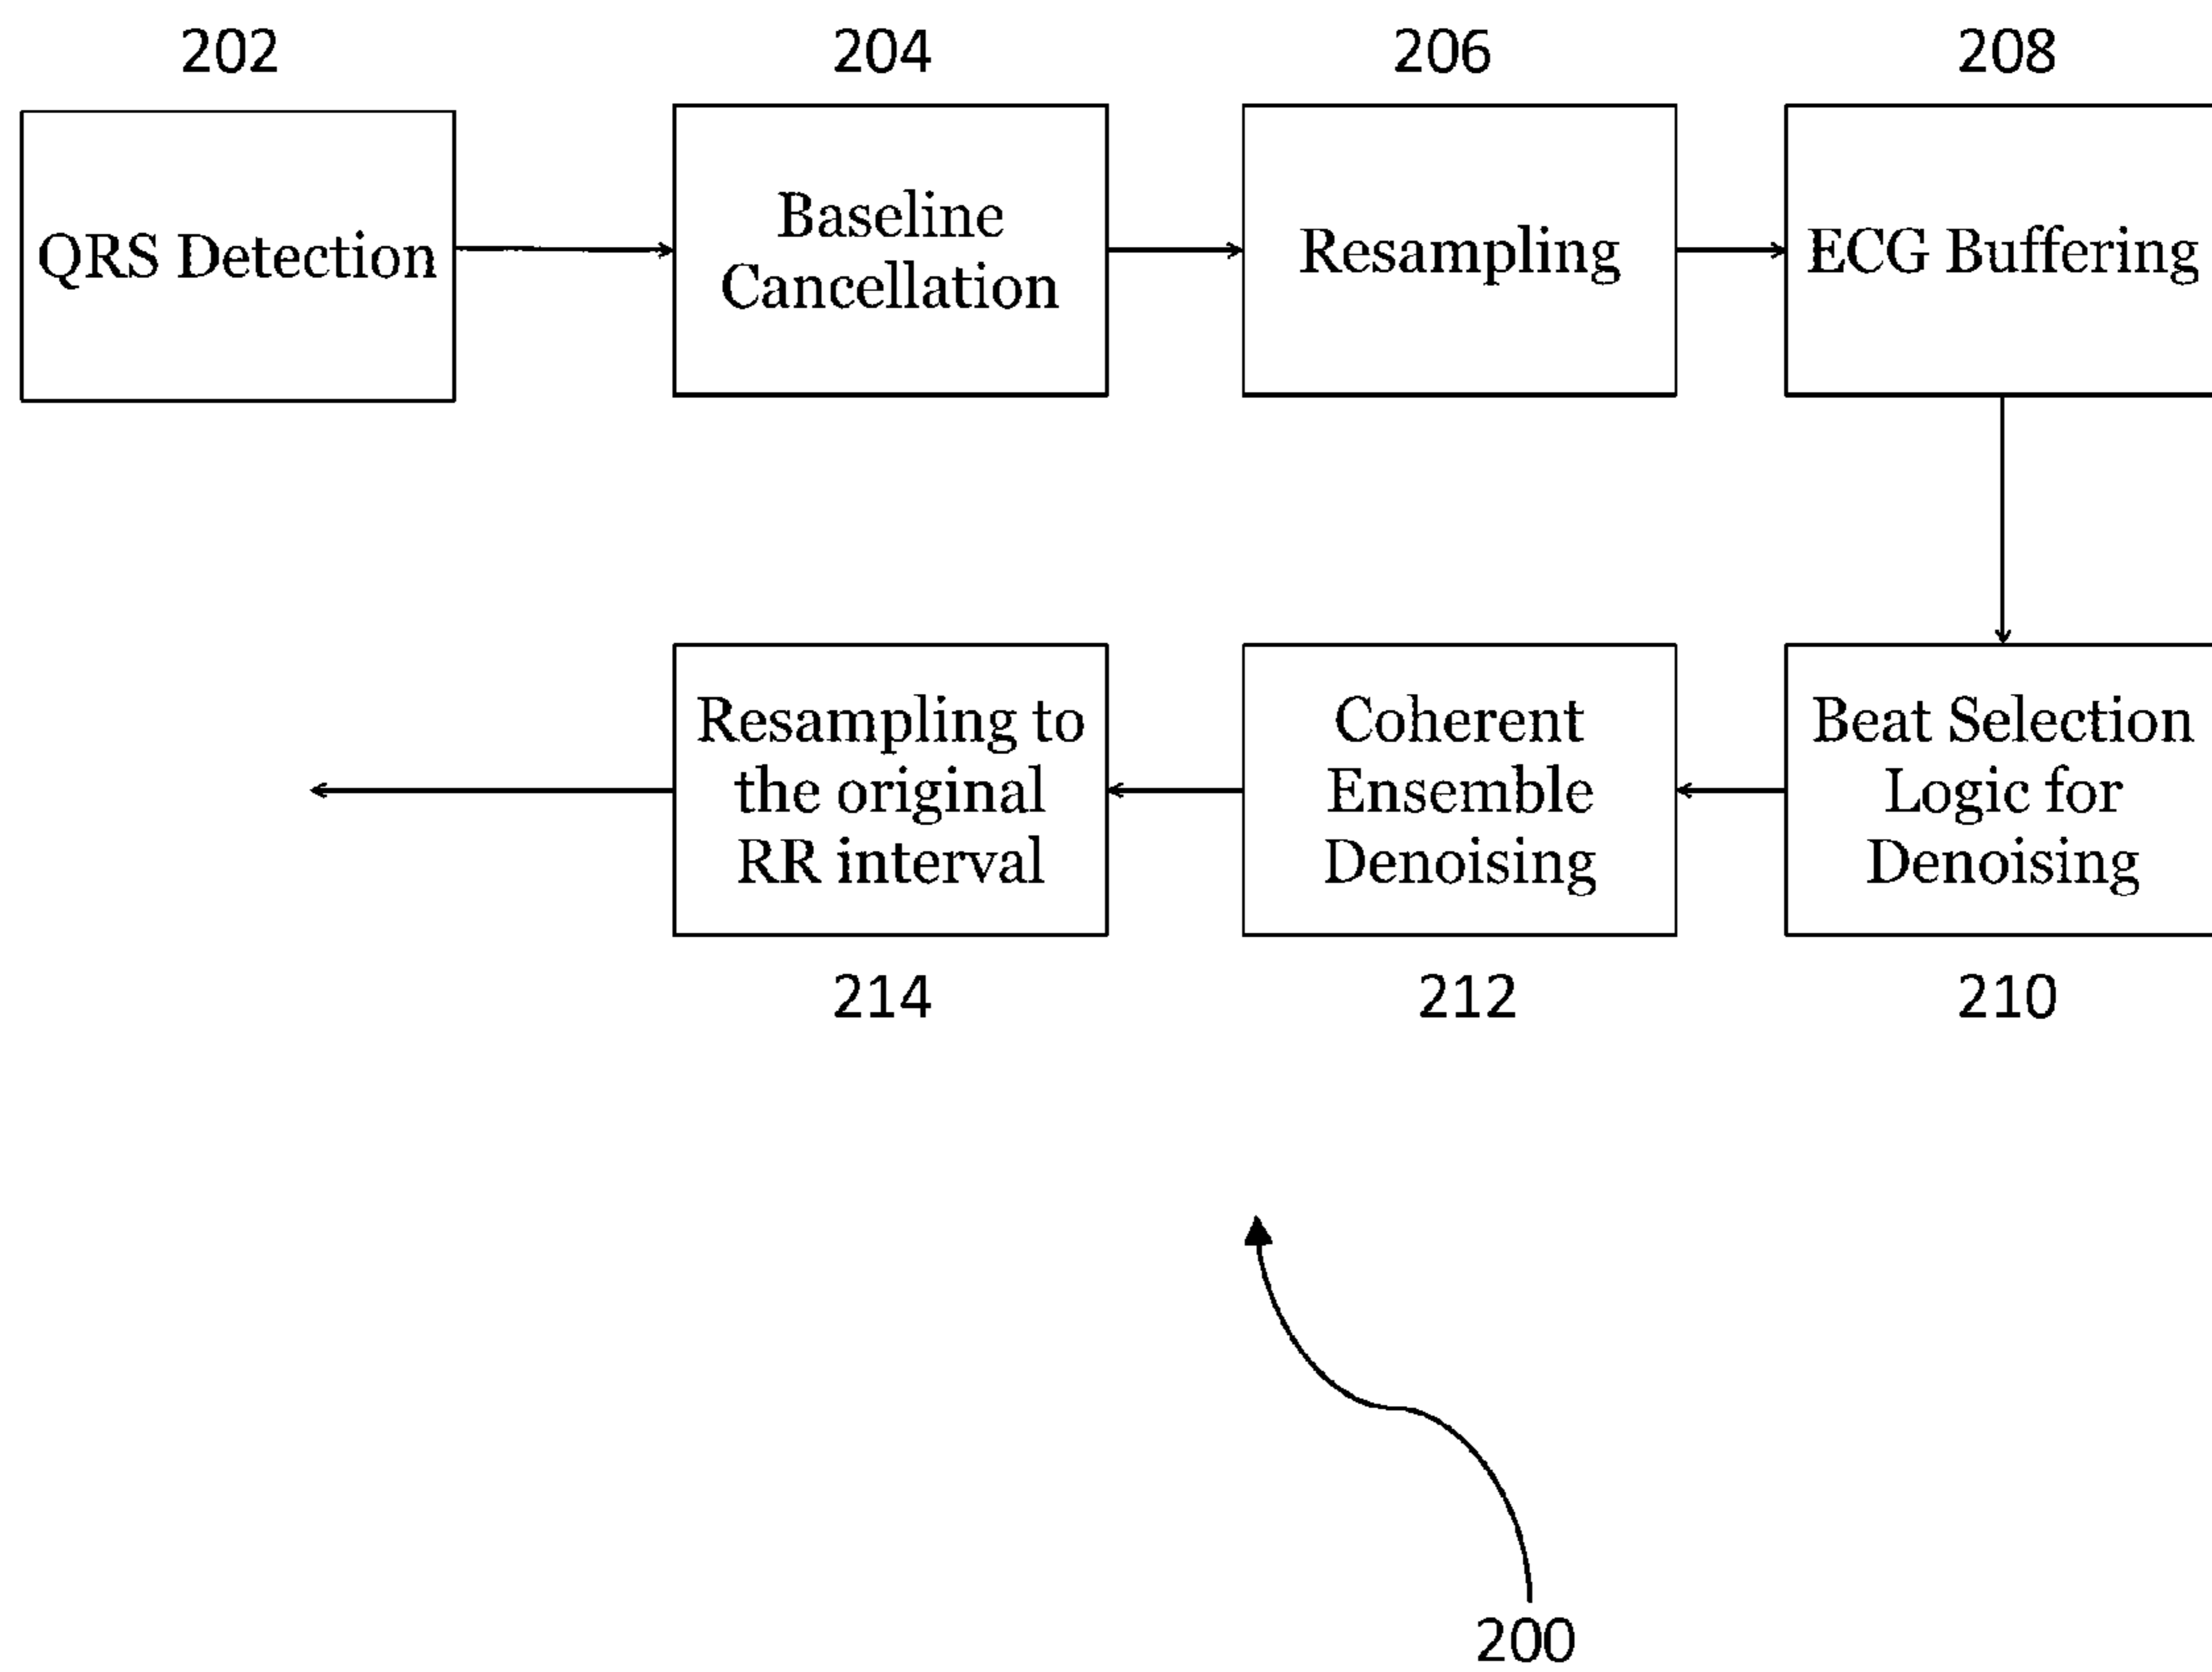 202
204
206
208
QRS Detection
Baseline
Cancellation
Resampling
ECG Buffering
Resampling to
the original
RR interval
Coherent
Ensemble
Denoising
Beat Selection
Logic for
Denoising
214
212
210
200